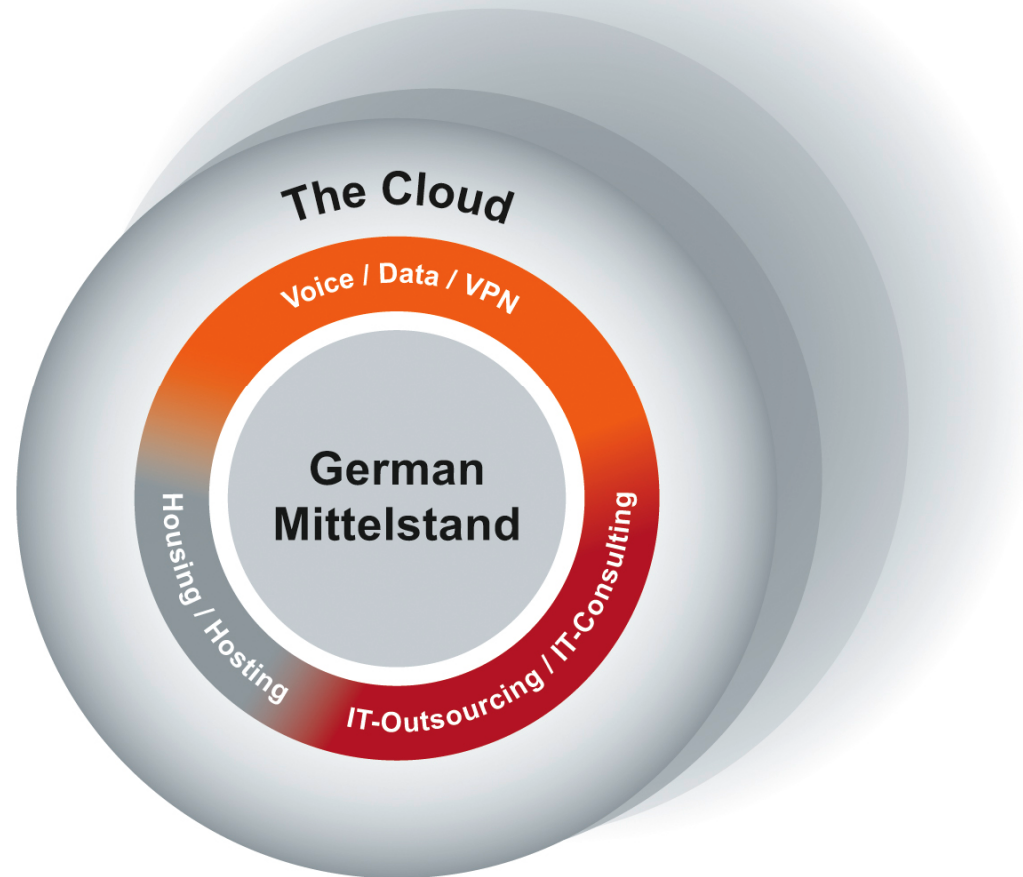 The Cloud
Voice / Data / VPN
German
Mittelstand
Housing / Hosting
IT-Outsourcing / IT-Consulting